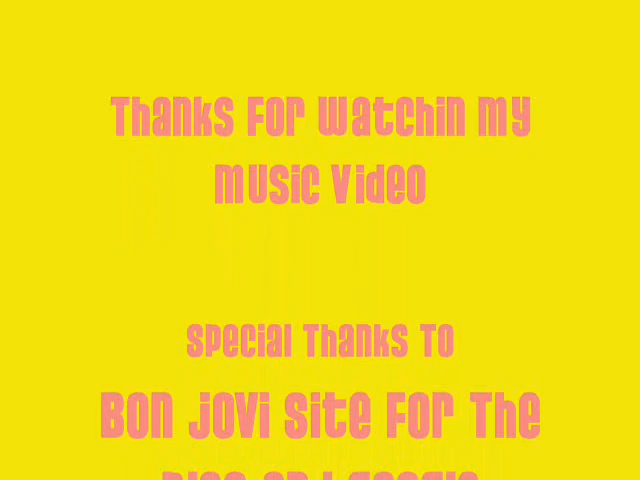 Thanks For Watchin My
Music Video
Special Thanks To
Bon Jovi Site For The